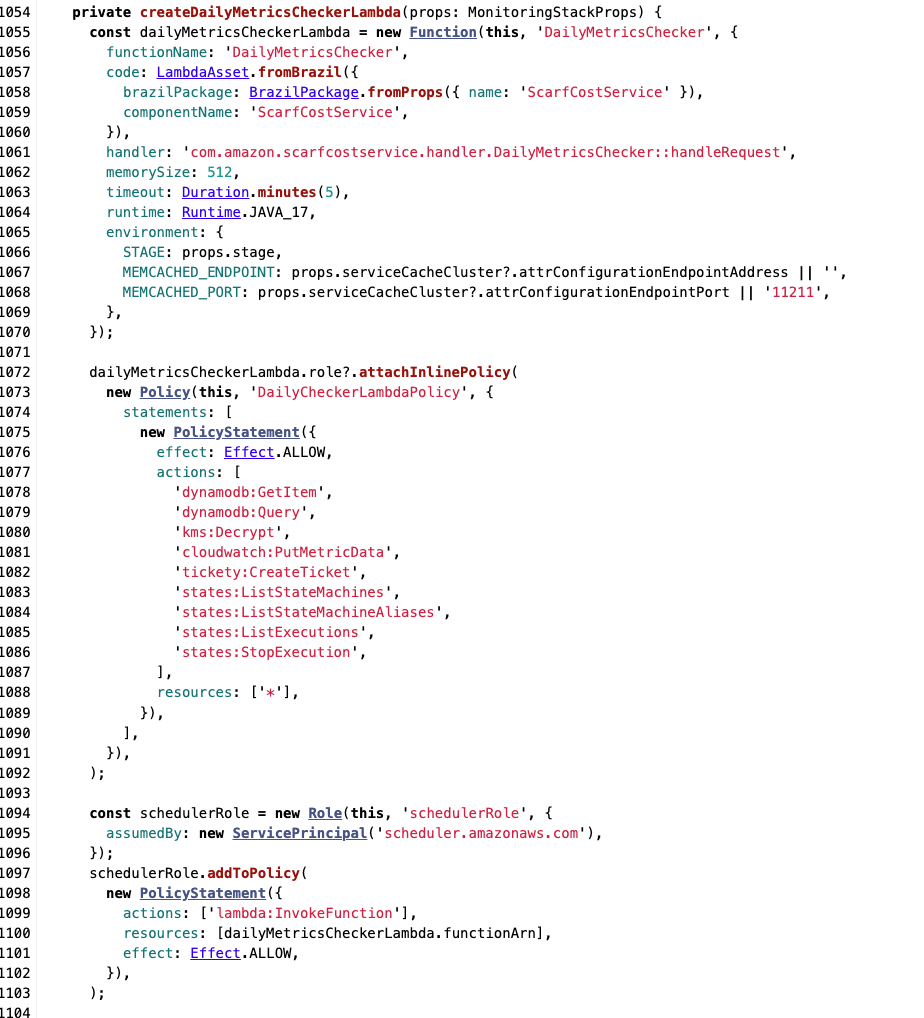 1054     private createDailyMetricsCheckerLambda(props: MonitoringStackProps) {
1055       const dailyMetricsCheckerLambda = new Function(this, 'DailyMetricsChecker', {
1056         functionName: 'DailyMetricsChecker',
1057         code: LambdaAsset.fromBrazil({
1058           brazilPackage: BrazilPackage.fromProps({ name: 'ScarfCostService' }),
1059           componentName: 'ScarfCostService',
1060         }),
1061         handler: 'com.amazon.scarfcostservice.handler.DailyMetricsChecker::handleRequest',
1062         memorySize: 512,
1063         timeout: Duration.minutes(5),
1064         runtime: Runtime.JAVA_17,
1065         environment: {
1066           STAGE: props.stage,
1067           MEMCACHED_ENDPOINT: props.serviceCacheCluster?.attrConfigurationEndpointAddress || '',
1068           MEMCACHED_PORT: props.serviceCacheCluster?.attrConfigurationEndpointPort || '11211',
1069         },
1070       });
1071
1072       dailyMetricsCheckerLambda.role?.attachInlinePolicy(
1073         new Policy(this, 'DailyCheckerLambdaPolicy', {
1074           statements: [
1075             new PolicyStatement({
1076               effect: Effect.ALLOW,
1077               actions: [
1078                 'dynamodb:GetItem',
1079                 'dynamodb:Query',
1080                 'kms:Decrypt',
1081                 'cloudwatch:PutMetricData',
1082                 'tickety:CreateTicket',
1083                 'states:ListStateMachines',
1084                 'states:ListStateMachineAliases',
1085                 'states:ListExecutions',
1086                 'states:StopExecution',
1087               ],
1088               resources: ['*'],
1089             }),
1090           ],
1091         }),
1092       );
1093
1094       const schedulerRole = new Role(this, 'schedulerRole', {
1095         assumedBy: new ServicePrincipal('scheduler.amazonaws.com'),
1096       });
1097       schedulerRole.addToPolicy(
1098         new PolicyStatement({
1099           actions: ['lambda:InvokeFunction'],
1100           resources: [dailyMetricsCheckerLambda.functionArn],
1101           effect: Effect.ALLOW,
1102         }),
1103       );
1104